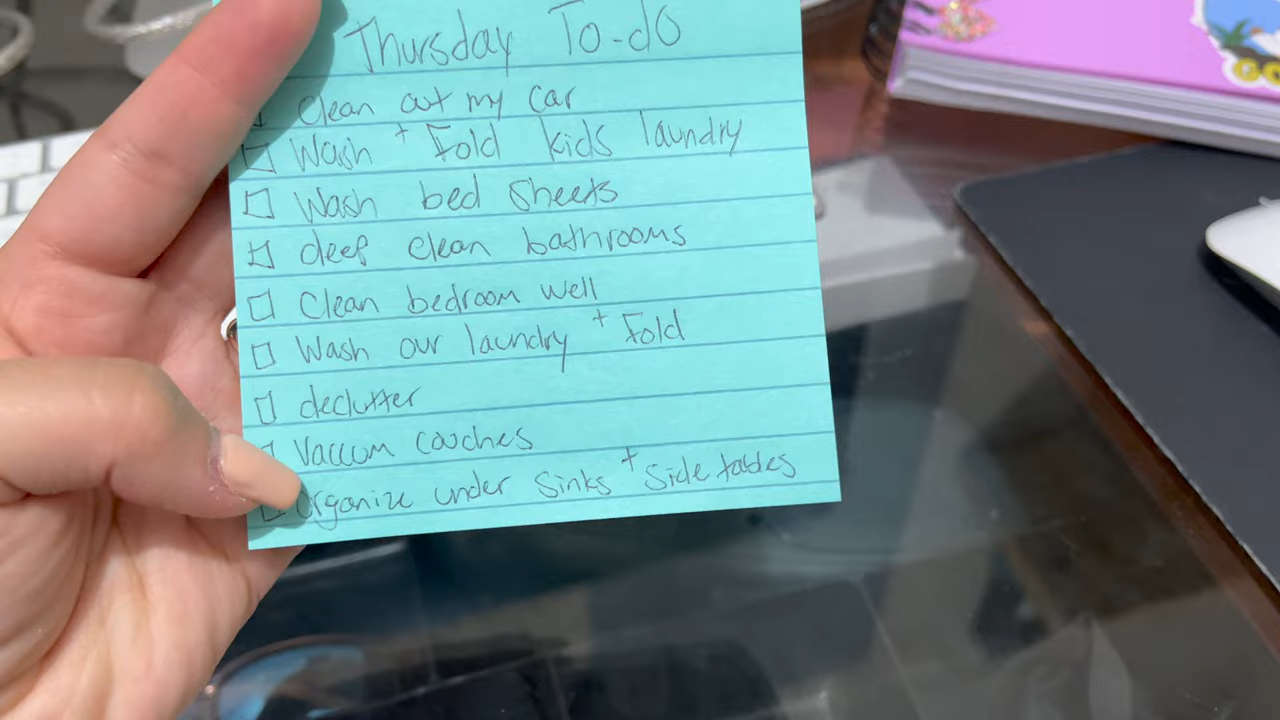 Thursday To-do
Clean out my car
Wash + Fold kids laundry
Wash bed sheets
deep clean bathrooms
Clean bedroom well
Wash our laundry + Fold
declutter
Vaccum couches
organize under sinks + side tables
GO